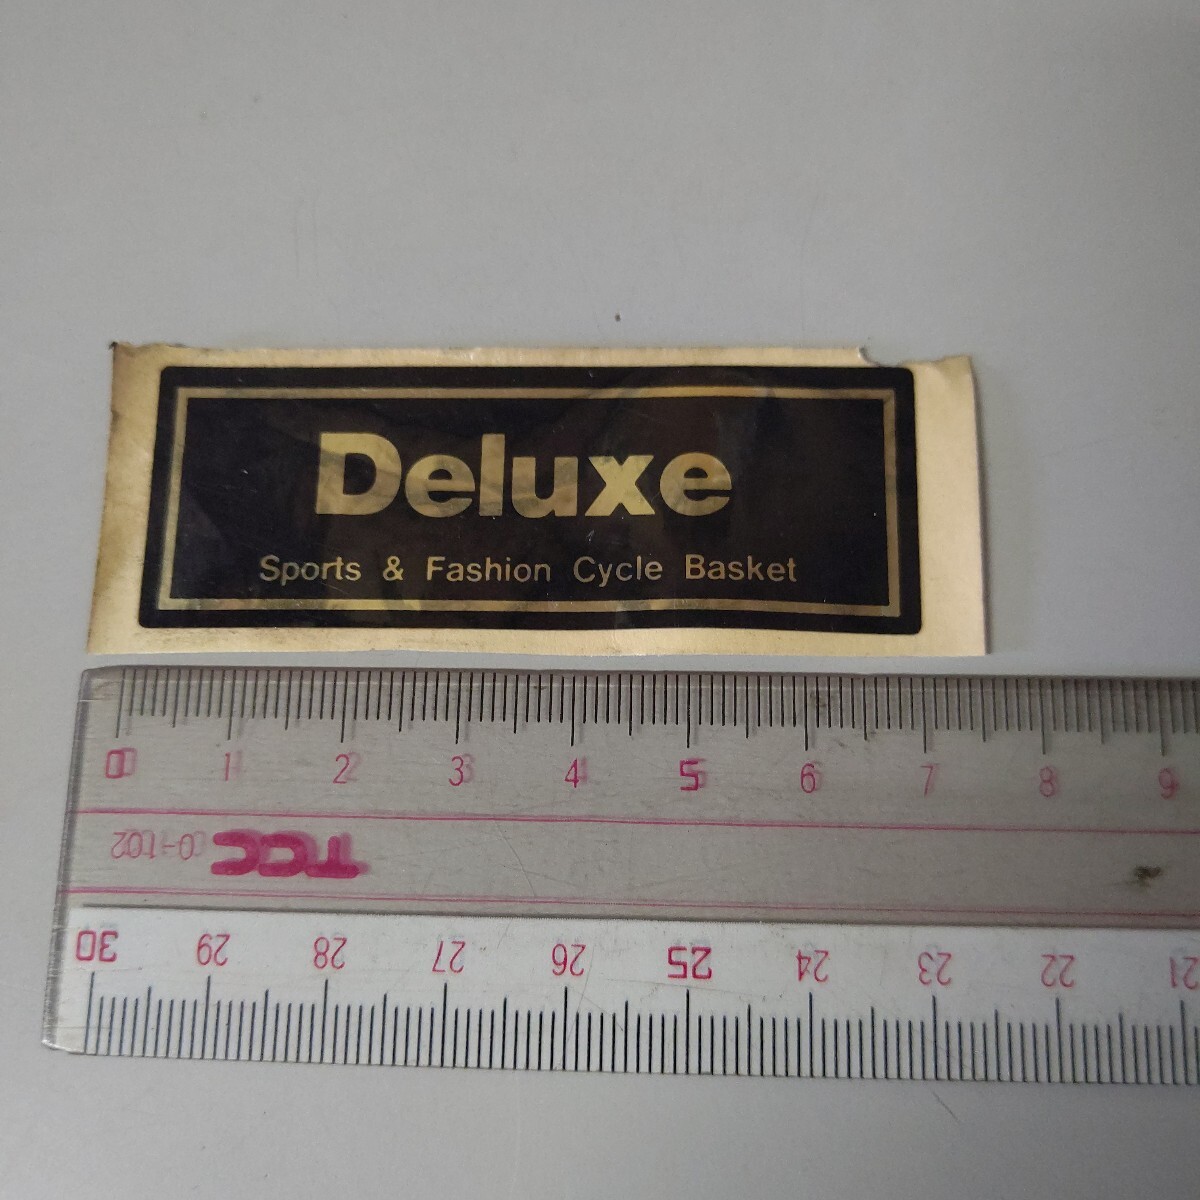 Deluxe
Sports & Fashion Cycle Basket
0 1 2 3 4 5 6 7 8 9
TCC
30 29 28 27 26 25 24 23 22 21